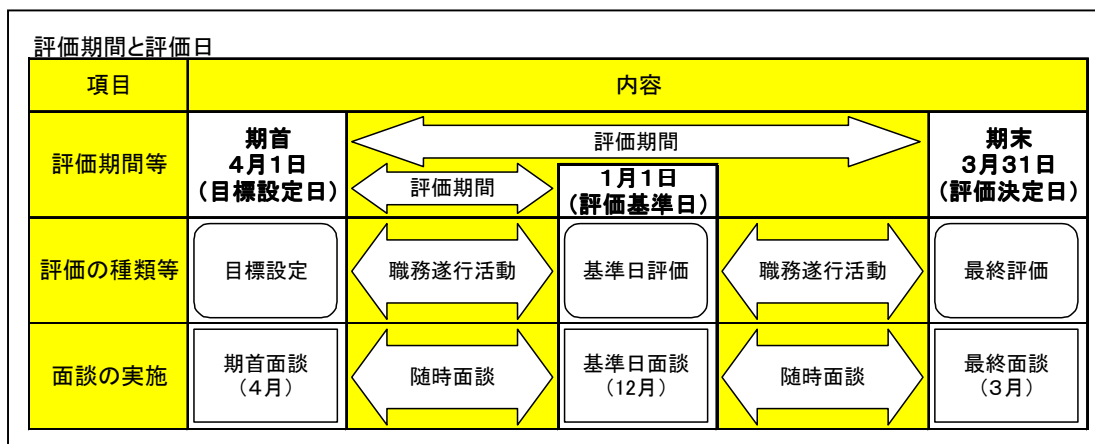 評価期間と評価日
項目
内容
評価期間等
期首
4月1日
(目標設定日)
評価期間
評価期間
1月1日
(評価基準日)
期末
3月31日
(評価決定日)
評価の種類等
目標設定
職務遂行活動
基準日評価
職務遂行活動
最終評価
面談の実施
期首面談
(4月)
随時面談
基準日面談
(12月)
随時面談
最終面談
(3月)